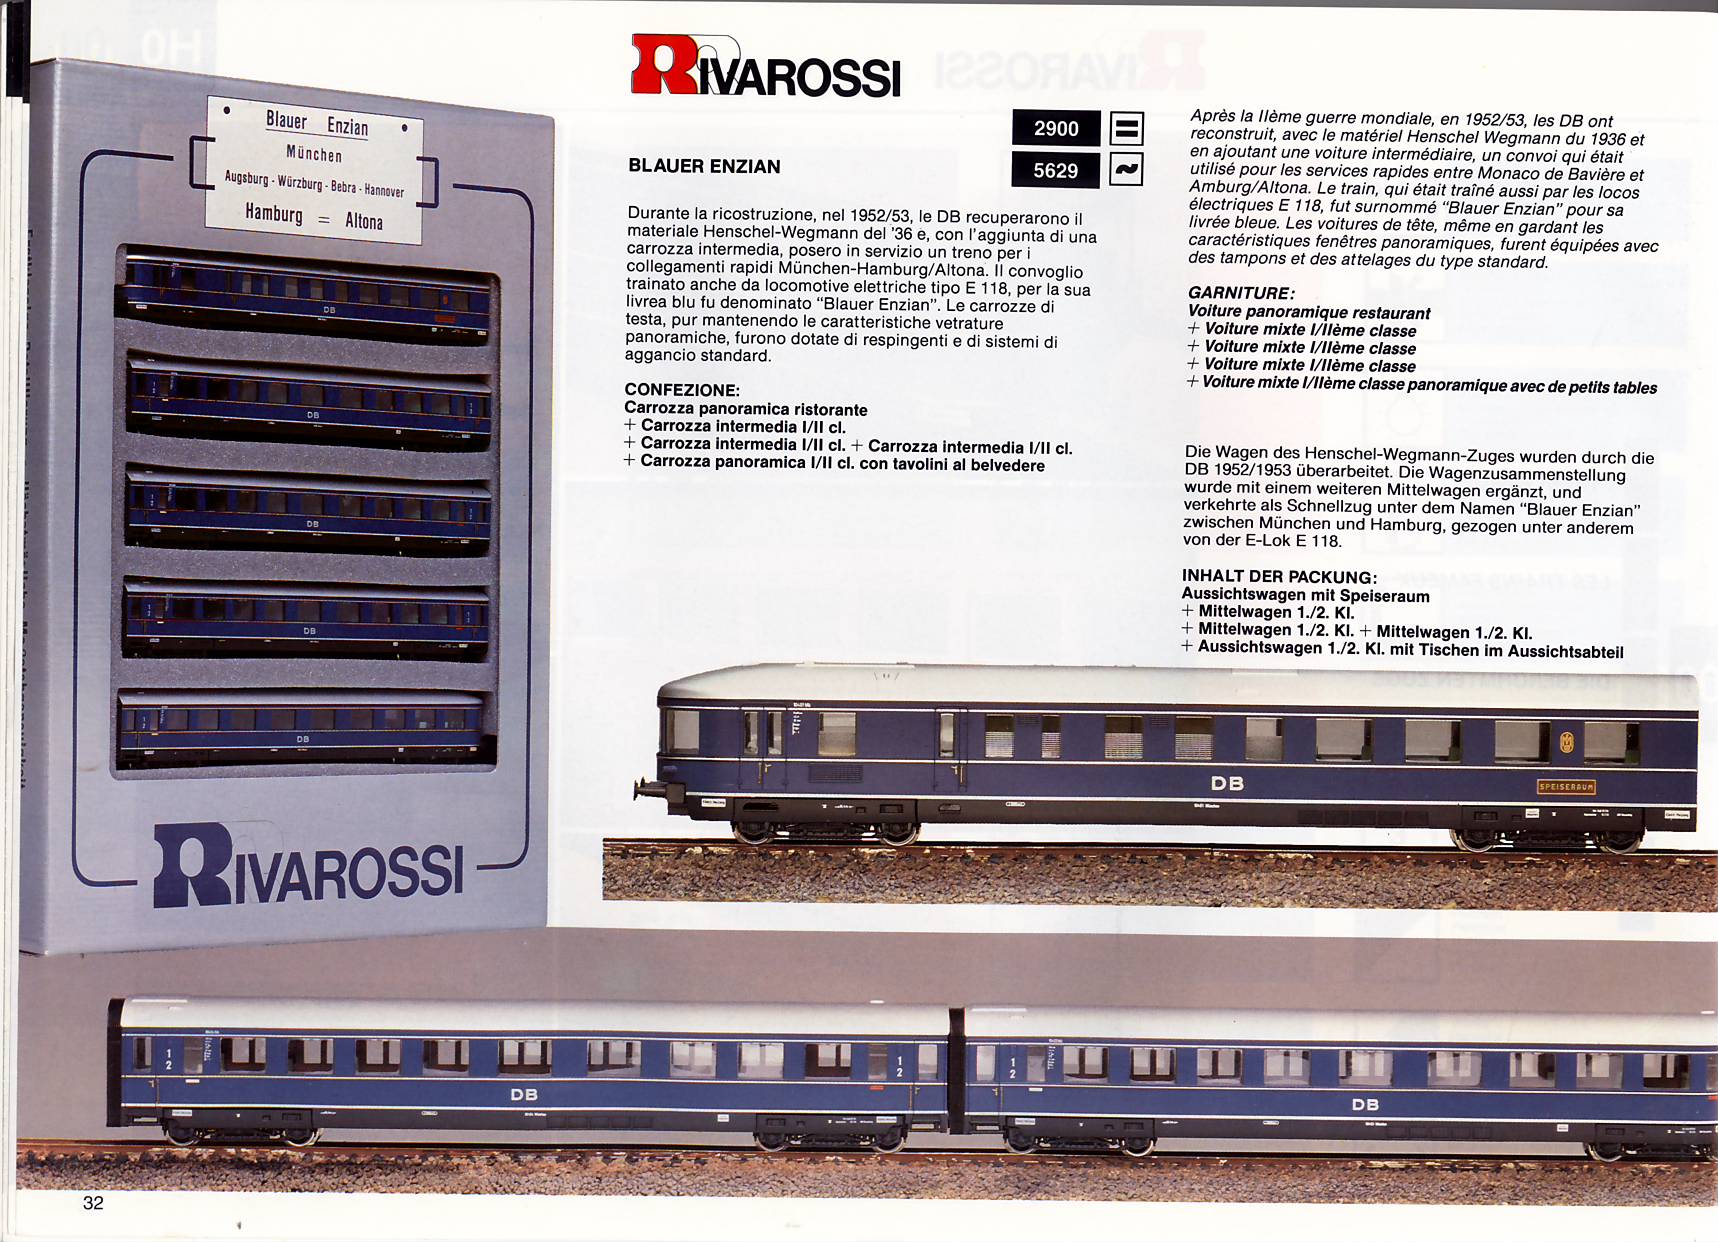 RIVAROSSI
Blauer Enzian
München
Augsburg - Würzburg - Bebra - Hannover
Hamburg = Altona
DB
DB
DB
DB
DB
RIVAROSSI
2900
5629
BLAUER ENZIAN
Durante la ricostruzione, nel 1952/53, le DB recuperarono il
materiale Henschel-Wegmann del '36 e, con l'aggiunta di una
carrozza intermedia, posero in servizio un treno per i
collegamenti rapidi München-Hamburg/Altona. Il convoglio
trainato anche da locomotive elettriche tipo E 118, per la sua
livrea blu fu denominato “Blauer Enzian”. Le carrozze di
testa, pur mantenendo le caratteristiche vetrature
panoramiche, furono dotate di respingenti e di sistemi di
aggancio standard.
CONFEZIONE:
Carrozza panoramica ristorante
+ Carrozza intermedia I/II cl.
+ Carrozza intermedia I/II cl. + Carrozza intermedia I/II cl.
+ Carrozza panoramica I/II cl. con tavolini al belvedere
Après la IIème guerre mondiale, en 1952/53, les DB ont
reconstruit, avec le matériel Henschel Wegmann du 1936 et
en ajoutant une voiture intermédiaire, un convoi qui était
utilisé pour les services rapides entre Monaco de Bavière et
Amburg/Altona. Le train, qui était traîné aussi par les locos
électriques E 118, fut surnommé “Blauer Enzian” pour sa
livrée bleue. Les voitures de tête, même en gardant les
caractéristiques fenêtres panoramiques, furent équipées avec
des tampons et des attelages du type standard.
GARNITURE:
Voiture panoramique restaurant
+ Voiture mixte I/IIème classe
+ Voiture mixte I/IIème classe
+ Voiture mixte I/IIème classe
+ Voiture mixte I/IIème classe panoramique avec de petits tables
Die Wagen des Henschel-Wegmann-Zuges wurden durch die
DB 1952/1953 überarbeitet. Die Wagenzusammenstellung
wurde mit einem weiteren Mittelwagen ergänzt, und
verkehrte als Schnellzug unter dem Namen “Blauer Enzian”
zwischen München und Hamburg, gezogen unter anderem
von der E-Lok E 118.
INHALT DER PACKUNG:
Aussichtswagen mit Speiseraum
+ Mittelwagen 1./2. Kl.
+ Mittelwagen 1./2. Kl. + Mittelwagen 1./2. Kl.
+ Aussichtswagen 1./2. Kl. mit Tischen im Aussichtsabteil
DB
SPEISERAUM
1
2
DB
1
2
1
2
DB
32